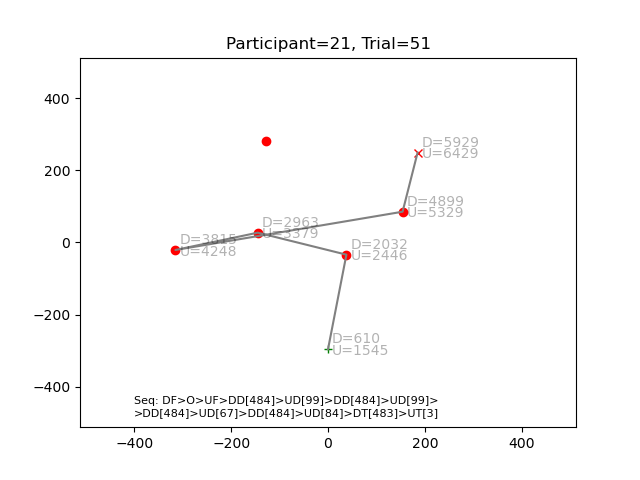 Participant=21, Trial=51
400
200
0
−200
−400
−400
−200
0
200
400
D=5929
U=6429
D=4899
U=5329
D=2963
U=3379
D=3815
U=4248
D=2032
U=2446
D=610
U=1545
Seq: DF>O>UF>DD[484]>UD[99]>DD[484]>UD[99]>
>DD[484]>UD[67]>DD[484]>UD[84]>DT[483]>UT[3]